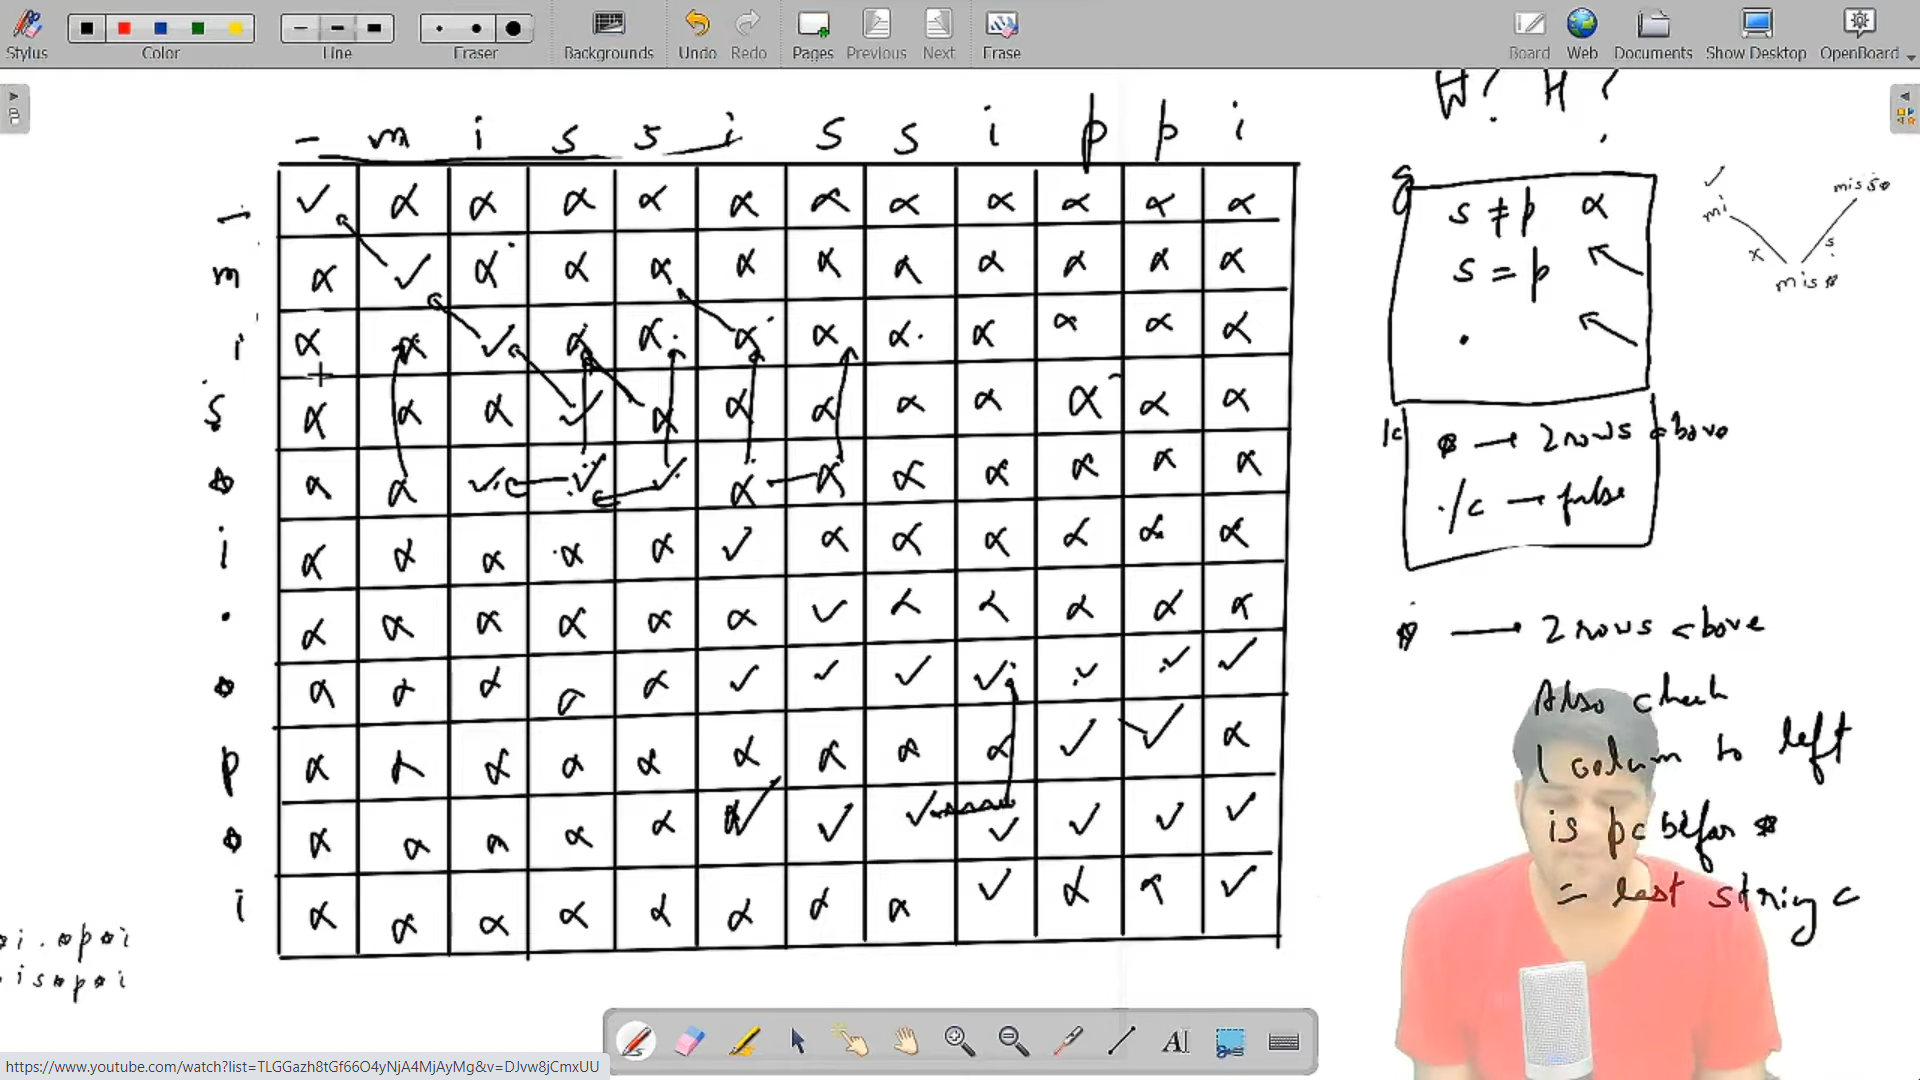 Stylus
Color
Line
Eraser
Backgrounds
Undo
Redo
Pages
Previous
Next
Erase
Board
Web
Documents
Show Desktop
OpenBoard
W? H?
- m i s s i s s i p p i
- ✓ α α α α α α α α α α α
m α ✓ α α α α α α α α α α
i α α ✓ α α α α α α α α α
s α α α ✓ α α α α α α α α
* α α ✓ ✓ ✓ α α α α α α α
i α α α α α ✓ α α α α α α
. α α α α α α ✓ α α α α α
* α α α α α ✓ ✓ ✓ ✓ ✓ ✓ ✓
p α α α α α α α α α ✓ ✓ α
* α α α α α ✓ ✓ ✓ ✓ ✓ ✓ ✓
i α α α α α α α α ✓ α α ✓
s ≠ p α
s = p
.
* → 2 rows above
./c → false
✓
mi
miss*
x
s
mis*
* → 2 rows above
Also check
1 column to left
is pc before *
= last string c
i.*p*i
is*p*i
https://www.youtube.com/watch?list=TLGGazh8tGf66O4yNjA4MjAyMg&v=DJvw8jCmxUU